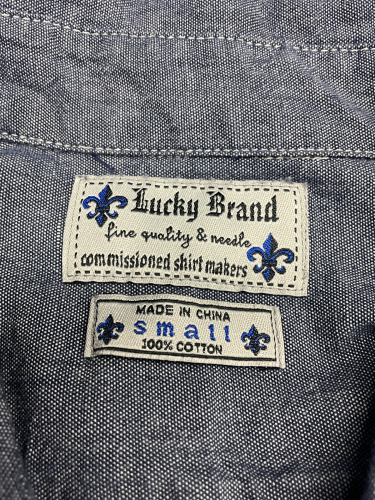 Lucky Brand
fine quality & needle
commissioned shirt makers
MADE IN CHINA
small
100% COTTON